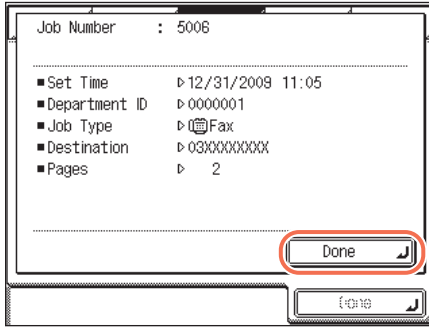 Job Number : 5006
■Set Time ▷12/31/2009 11:05
■Department ID ▷0000001
■Job Type ▷Fax
■Destination ▷03XXXXXXXX
■Pages ▷ 2
Done
Done